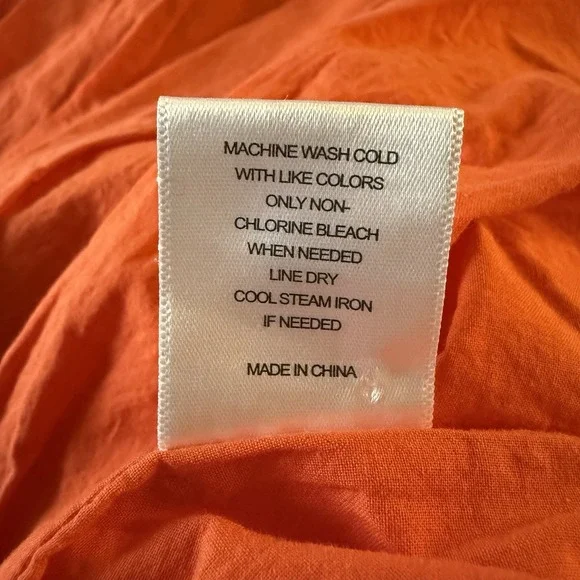 MACHINE WASH COLD
WITH LIKE COLORS
ONLY NON-
CHLORINE BLEACH
WHEN NEEDED
LINE DRY
COOL STEAM IRON
IF NEEDED
MADE IN CHINA